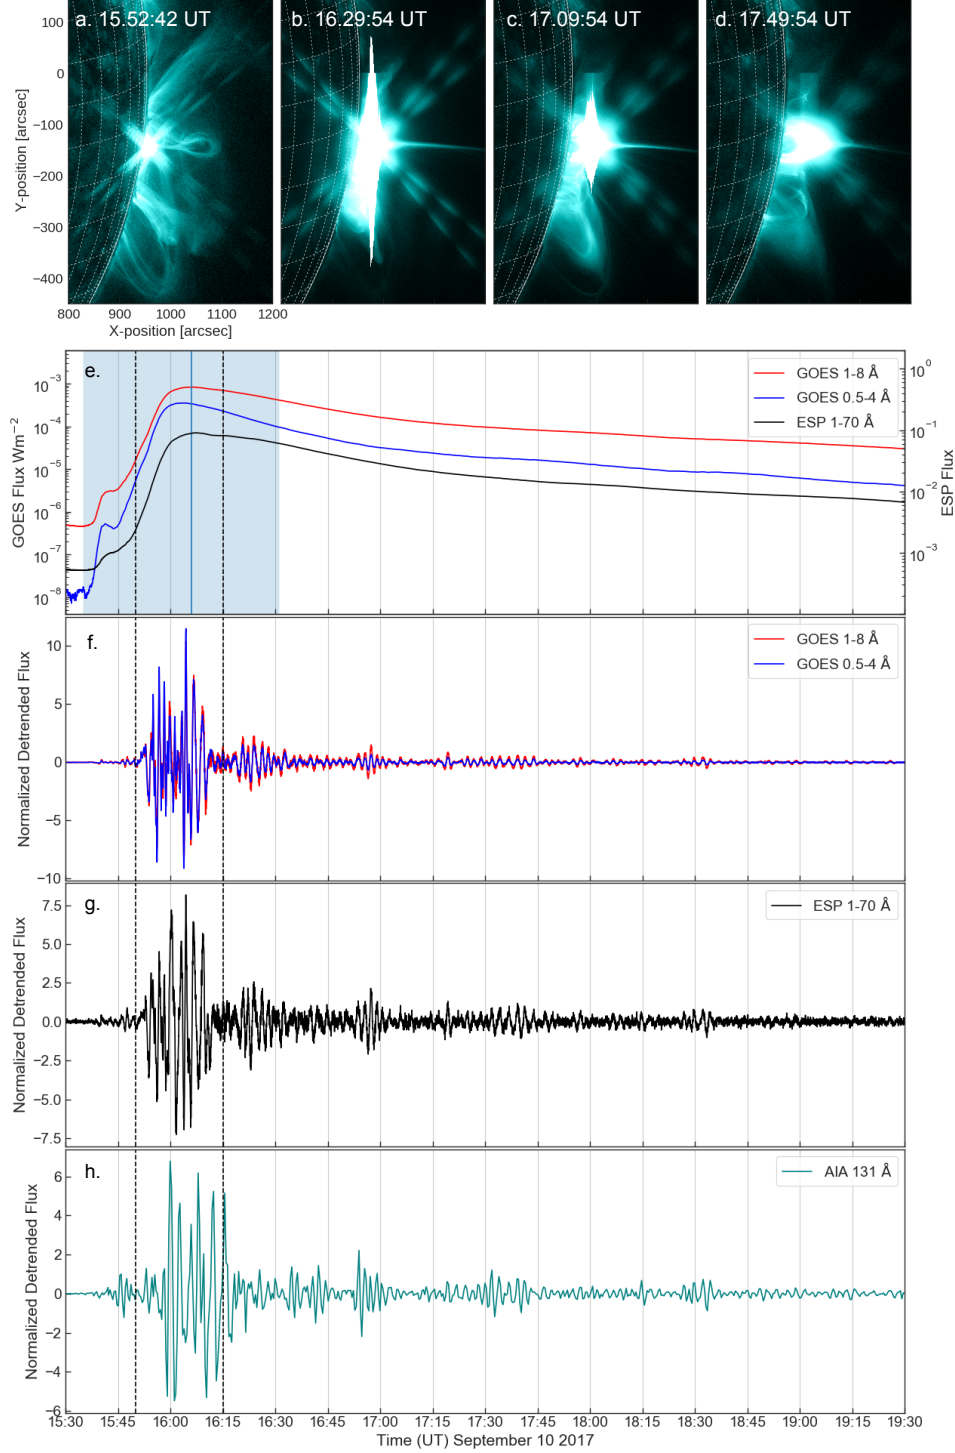 a. 15.52:42 UT
b. 16.29:54 UT
c. 17.09:54 UT
d. 17.49:54 UT
100
0
−100
−200
−300
−400
Y-position [arcsec]
800 900 1000 1100 1200
X-position [arcsec]
e.
GOES 1-8 Å
GOES 0.5-4 Å
ESP 1-70 Å
10⁻³
10⁻⁴
10⁻⁵
10⁻⁶
10⁻⁷
10⁻⁸
GOES Flux Wm⁻²
10⁰
10⁻¹
10⁻²
10⁻³
ESP Flux
f.
GOES 1-8 Å
GOES 0.5-4 Å
10
5
0
−5
−10
Normalized Detrended Flux
g.
ESP 1-70 Å
7.5
5.0
2.5
0.0
−2.5
−5.0
−7.5
Normalized Detrended Flux
h.
AIA 131 Å
6
4
2
0
−2
−4
−6
Normalized Detrended Flux
15:30 15:45 16:00 16:15 16:30 16:45 17:00 17:15 17:30 17:45 18:00 18:15 18:30 18:45 19:00 19:15 19:30
Time (UT) September 10 2017